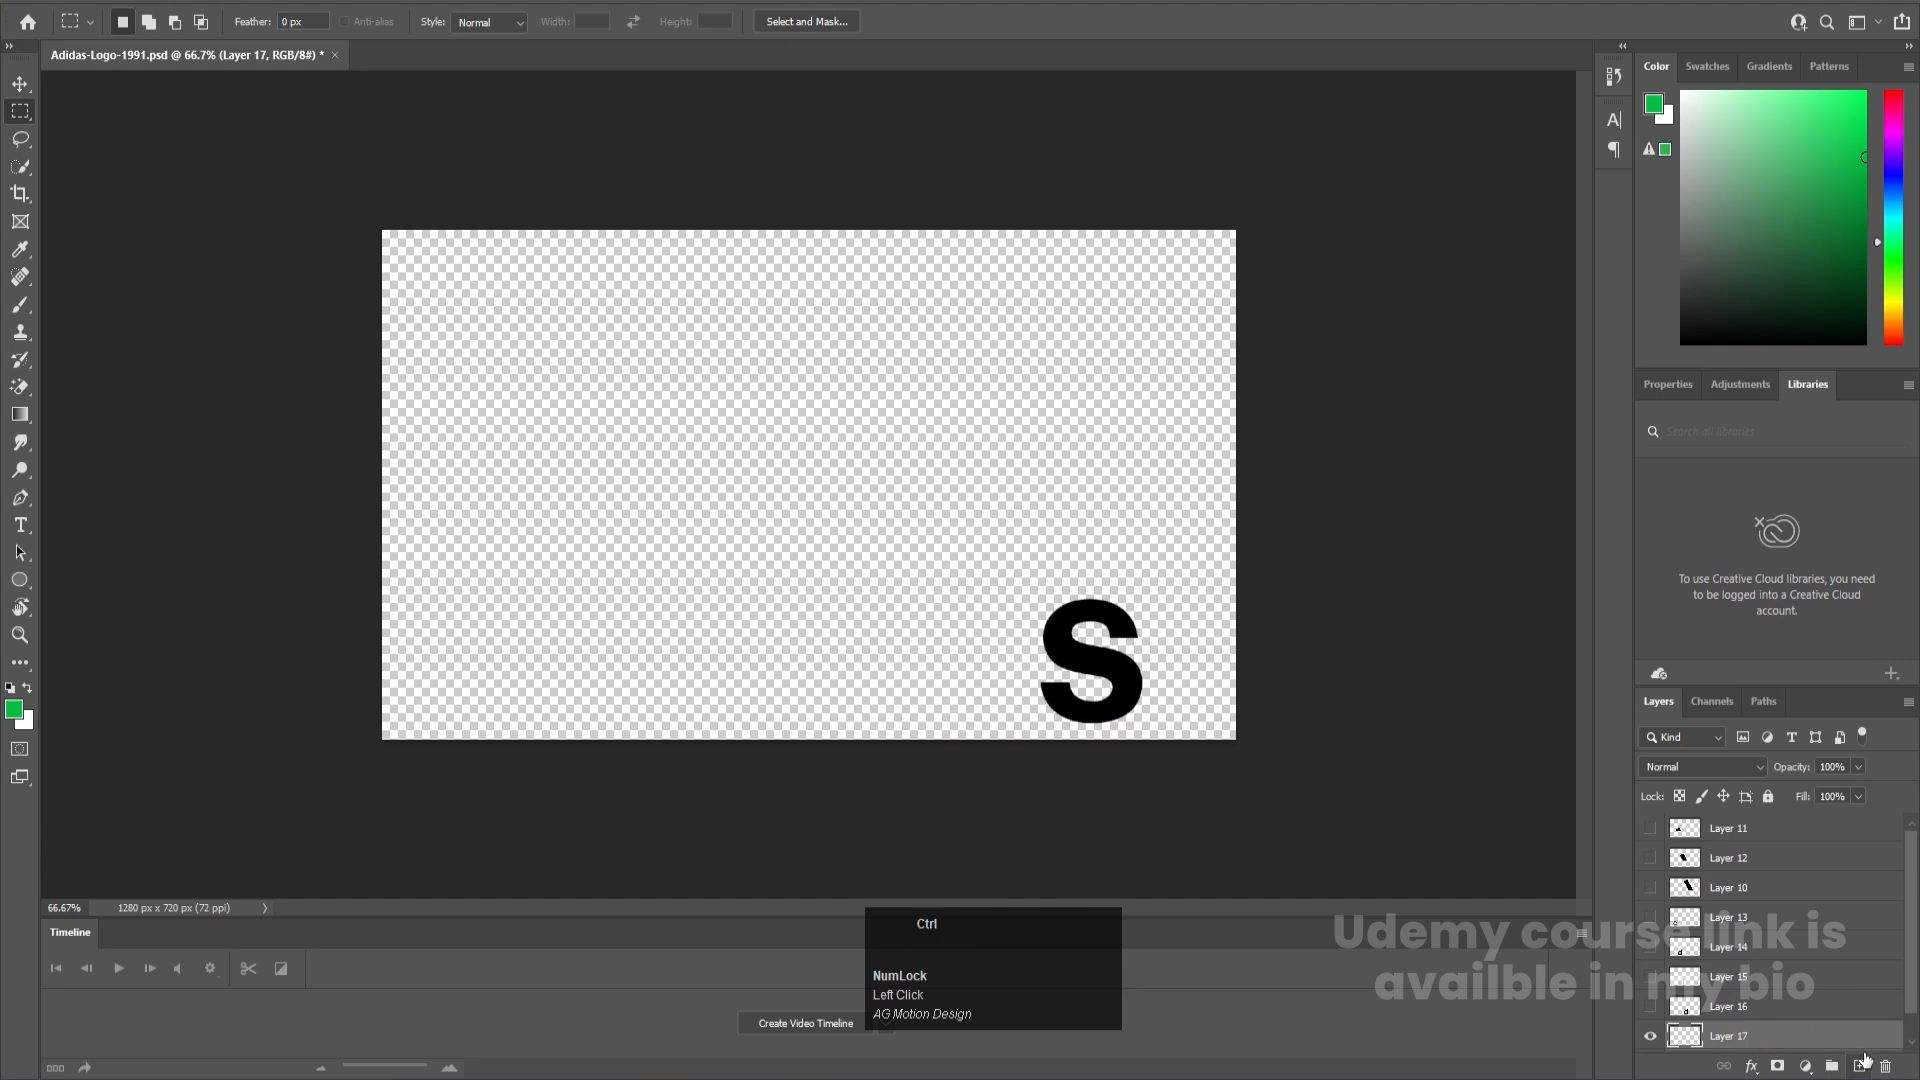 Feather: 0 px Anti-alias Style: Normal Width: Height: Select and Mask...
Adidas-Logo-1991.psd @ 66.7% (Layer 17, RGB/8#) * ×
Color Swatches Gradients Patterns
Properties Adjustments Libraries
Search all libraries
To use Creative Cloud libraries, you need
to be logged into a Creative Cloud
account.
S
Layers Channels Paths
Kind
Normal Opacity: 100%
Lock: Fill: 100%
Layer 11
Layer 12
Layer 10
Layer 13
Layer 14
Layer 15
Layer 16
Layer 17
66.67% 1280 px x 720 px (72 ppi)
Timeline
Create Video Timeline
Ctrl
NumLock
Left Click
AG Motion Design
Udemy course link is
availble in my bio